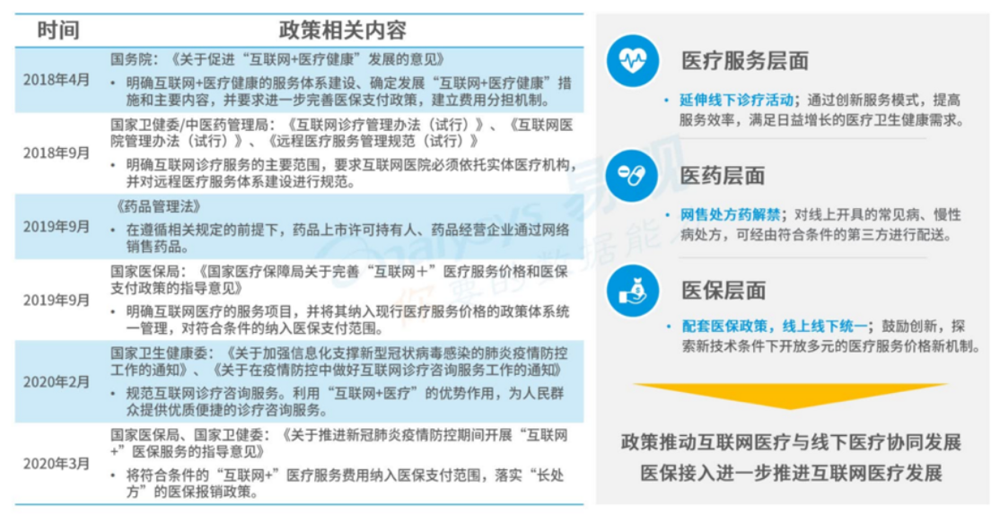 时间 政策相关内容
2018年4月
国务院：《关于促进“互联网+医疗健康”发展的意见》
• 明确互联网+医疗健康的服务体系建设、确定发展“互联网+医疗健康”措
施和主要内容，并要求进一步完善医保支付政策，建立费用分担机制。
2018年9月
国家卫健委/中医药管理局：《互联网诊疗管理办法（试行）》、《互联网医
院管理办法（试行）》、《远程医疗服务管理规范（试行）》
• 明确互联网诊疗服务的主要范围，要求互联网医院必须依托实体医疗机构，
并对远程医疗服务体系建设进行规范。
2019年9月
《药品管理法》
• 在遵循相关规定的前提下，药品上市许可持有人、药品经营企业通过网络
销售药品。
2019年9月
国家医保局：《国家医疗保障局关于完善“互联网＋”医疗服务价格和医保
支付政策的指导意见》
• 明确互联网医疗的服务项目，并将其纳入现行医疗服务价格的政策体系统
一管理，对符合条件的纳入医保支付范围。
2020年2月
国家卫生健康委：《关于加强信息化支撑新型冠状病毒感染的肺炎疫情防控
工作的通知》、《关于在疫情防控中做好互联网诊疗咨询服务工作的通知》
• 规范互联网诊疗咨询服务。利用“互联网+医疗”的优势作用，为人民群
众提供优质便捷的诊疗咨询服务。
2020年3月
国家医保局、国家卫健委：《关于推进新冠肺炎疫情防控期间开展“互联网
+”医保服务的指导意见》
• 将符合条件的“互联网+”医疗服务费用纳入医保支付范围，落实“长处
方”的医保报销政策。
医疗服务层面
• 延伸线下诊疗活动；通过创新服务模式，提高
服务效率，满足日益增长的医疗卫生健康需求。
医药层面
• 网售处方药解禁；对线上开具的常见病、慢性
病处方，可经由符合条件的第三方进行配送。
医保层面
• 配套医保政策，线上线下统一；鼓励创新，探
索新技术条件下开放多元的医疗服务价格新机制。
政策推动互联网医疗与线下医疗协同发展
医保接入进一步推进互联网医疗发展
analysys 易观
你要的数据能